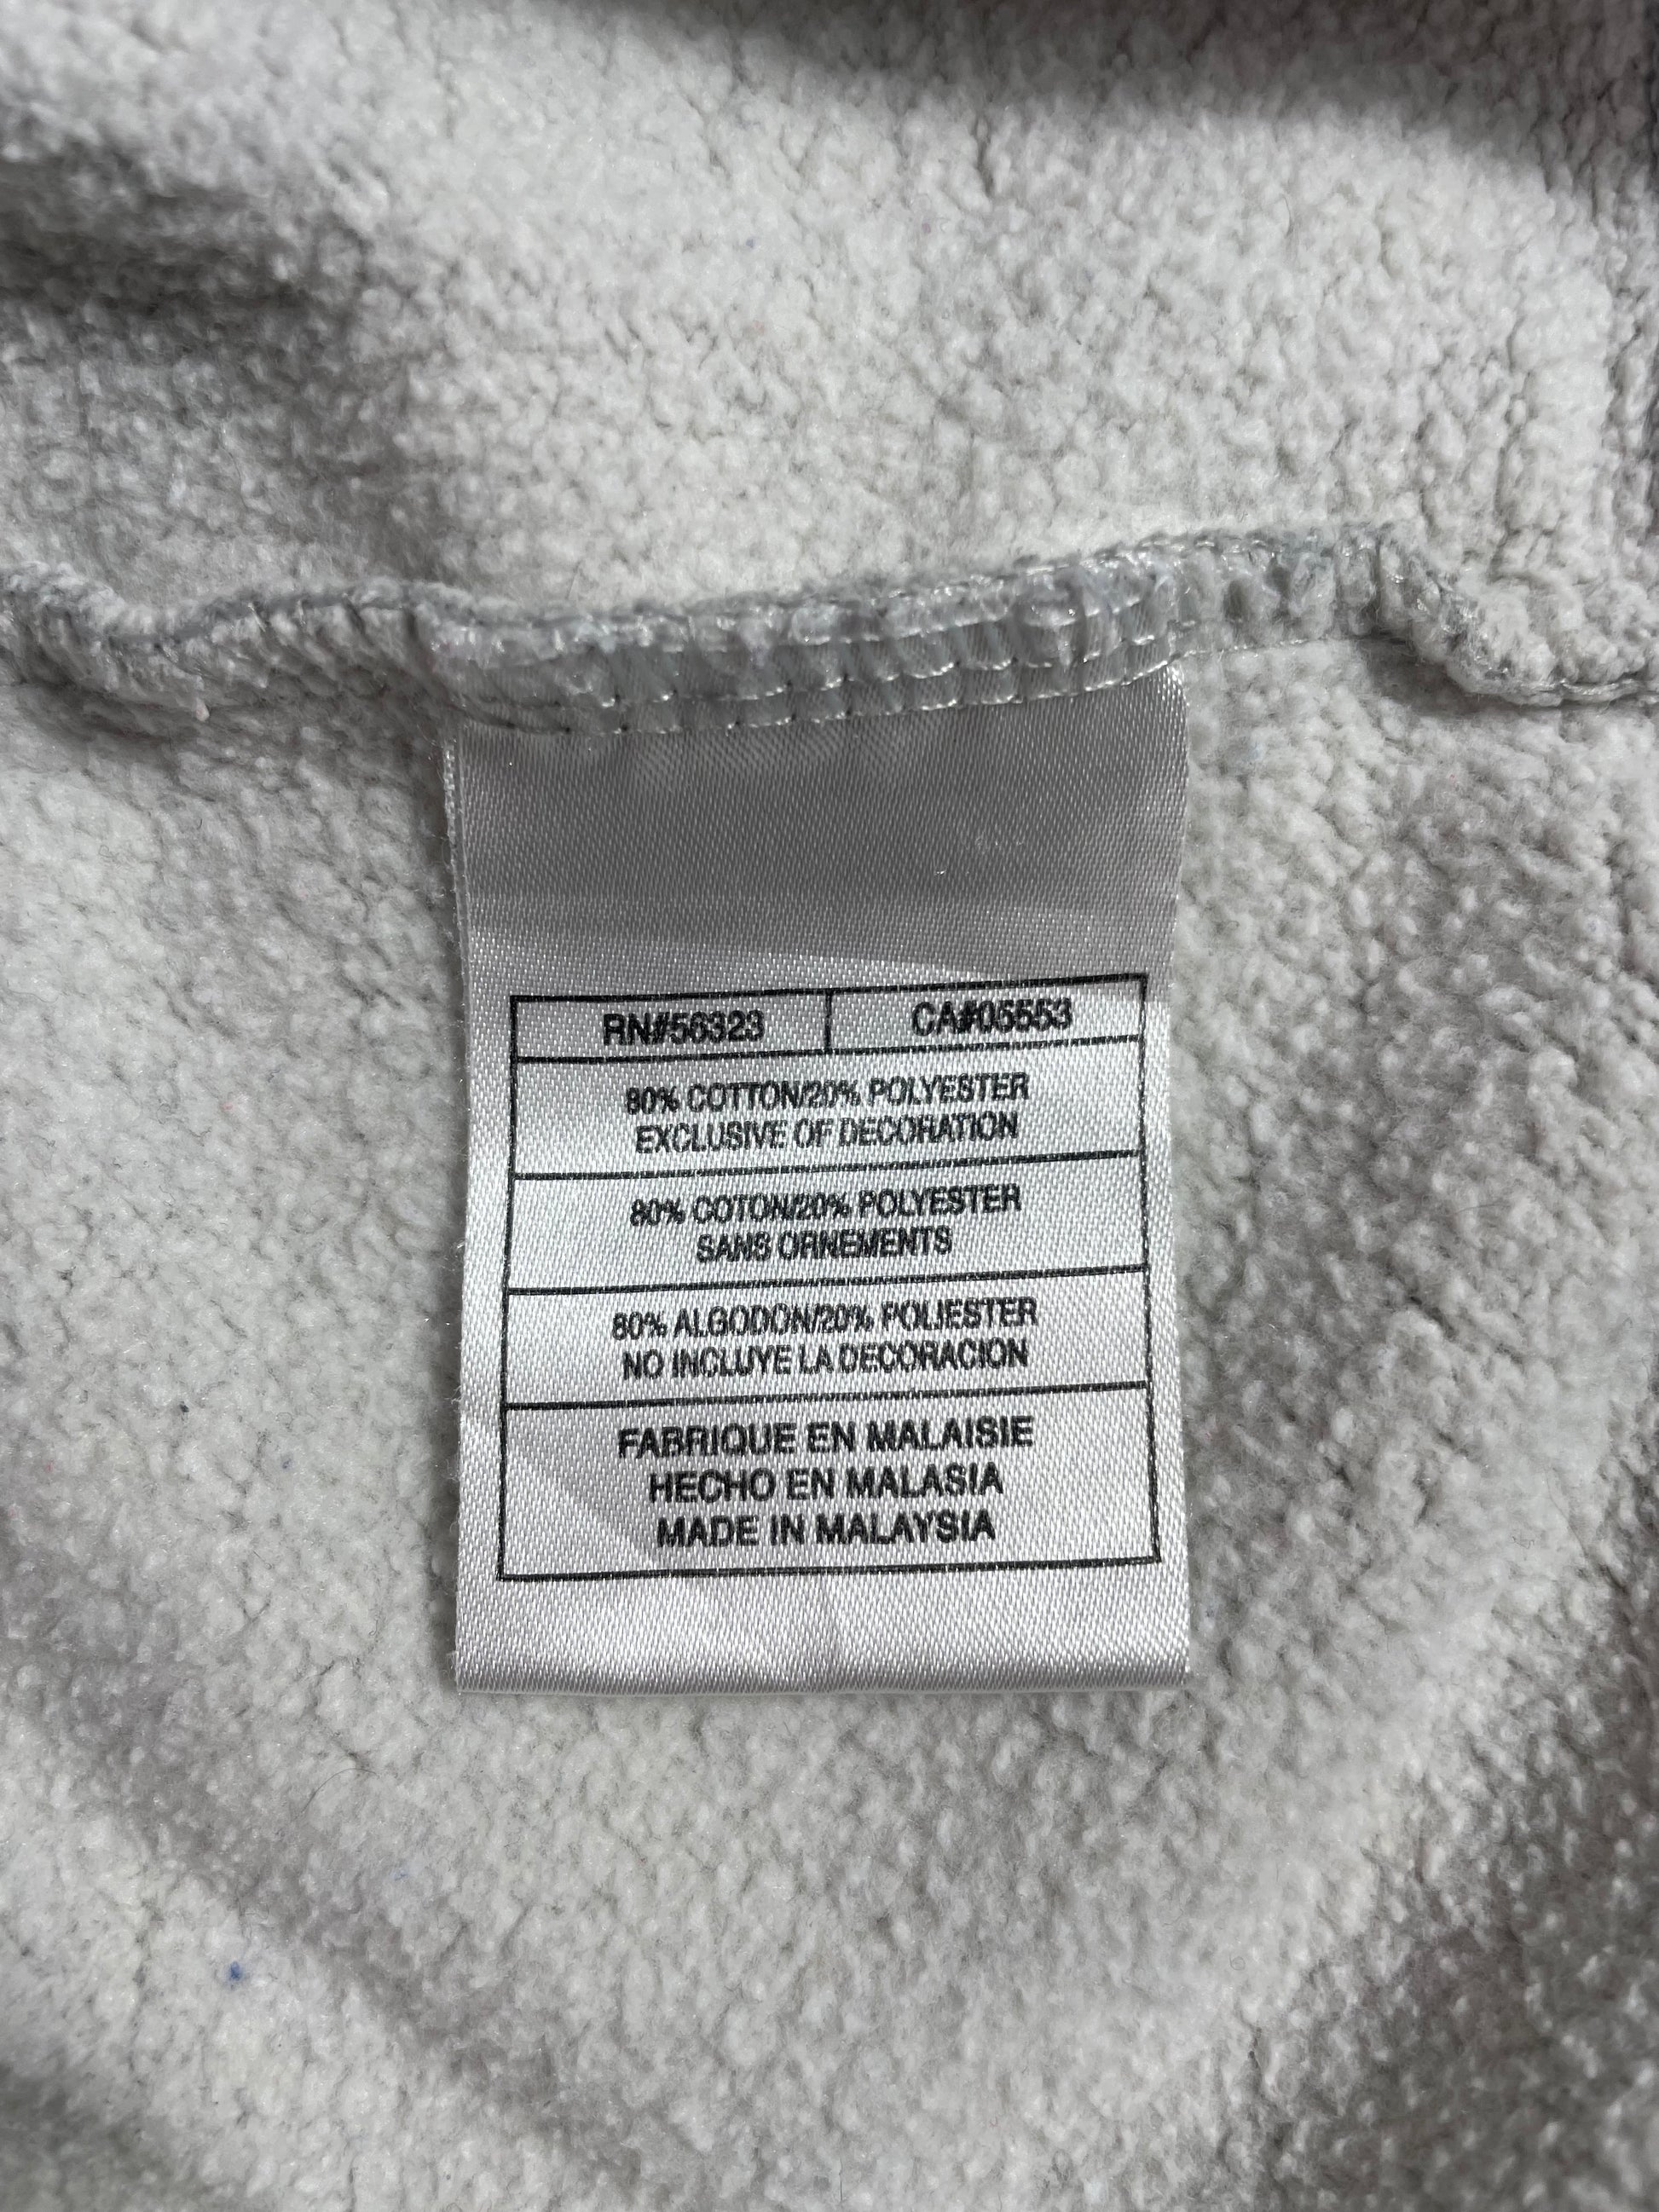 RN#56323 CA#05553
80% COTTON/20% POLYESTER
EXCLUSIVE OF DECORATION
80% COTON/20% POLYESTER
SANS ORNEMENTS
80% ALGODON/20% POLIESTER
NO INCLUYE LA DECORACION
FABRIQUE EN MALAISIE
HECHO EN MALASIA
MADE IN MALAYSIA